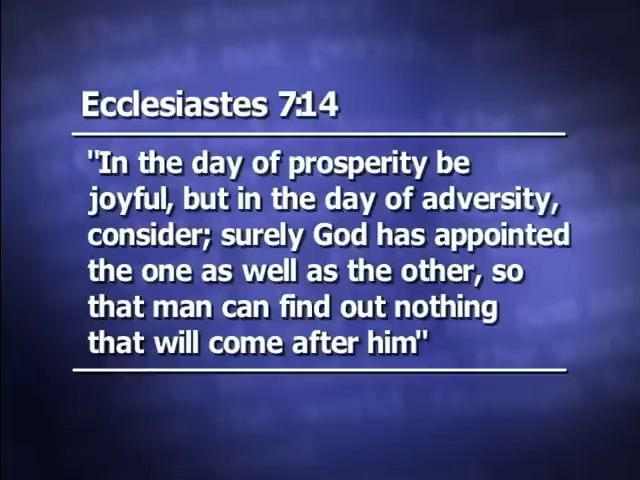 Ecclesiastes 7:14
"In the day of prosperity be
joyful, but in the day of adversity,
consider; surely God has appointed
the one as well as the other, so
that man can find out nothing
that will come after him"